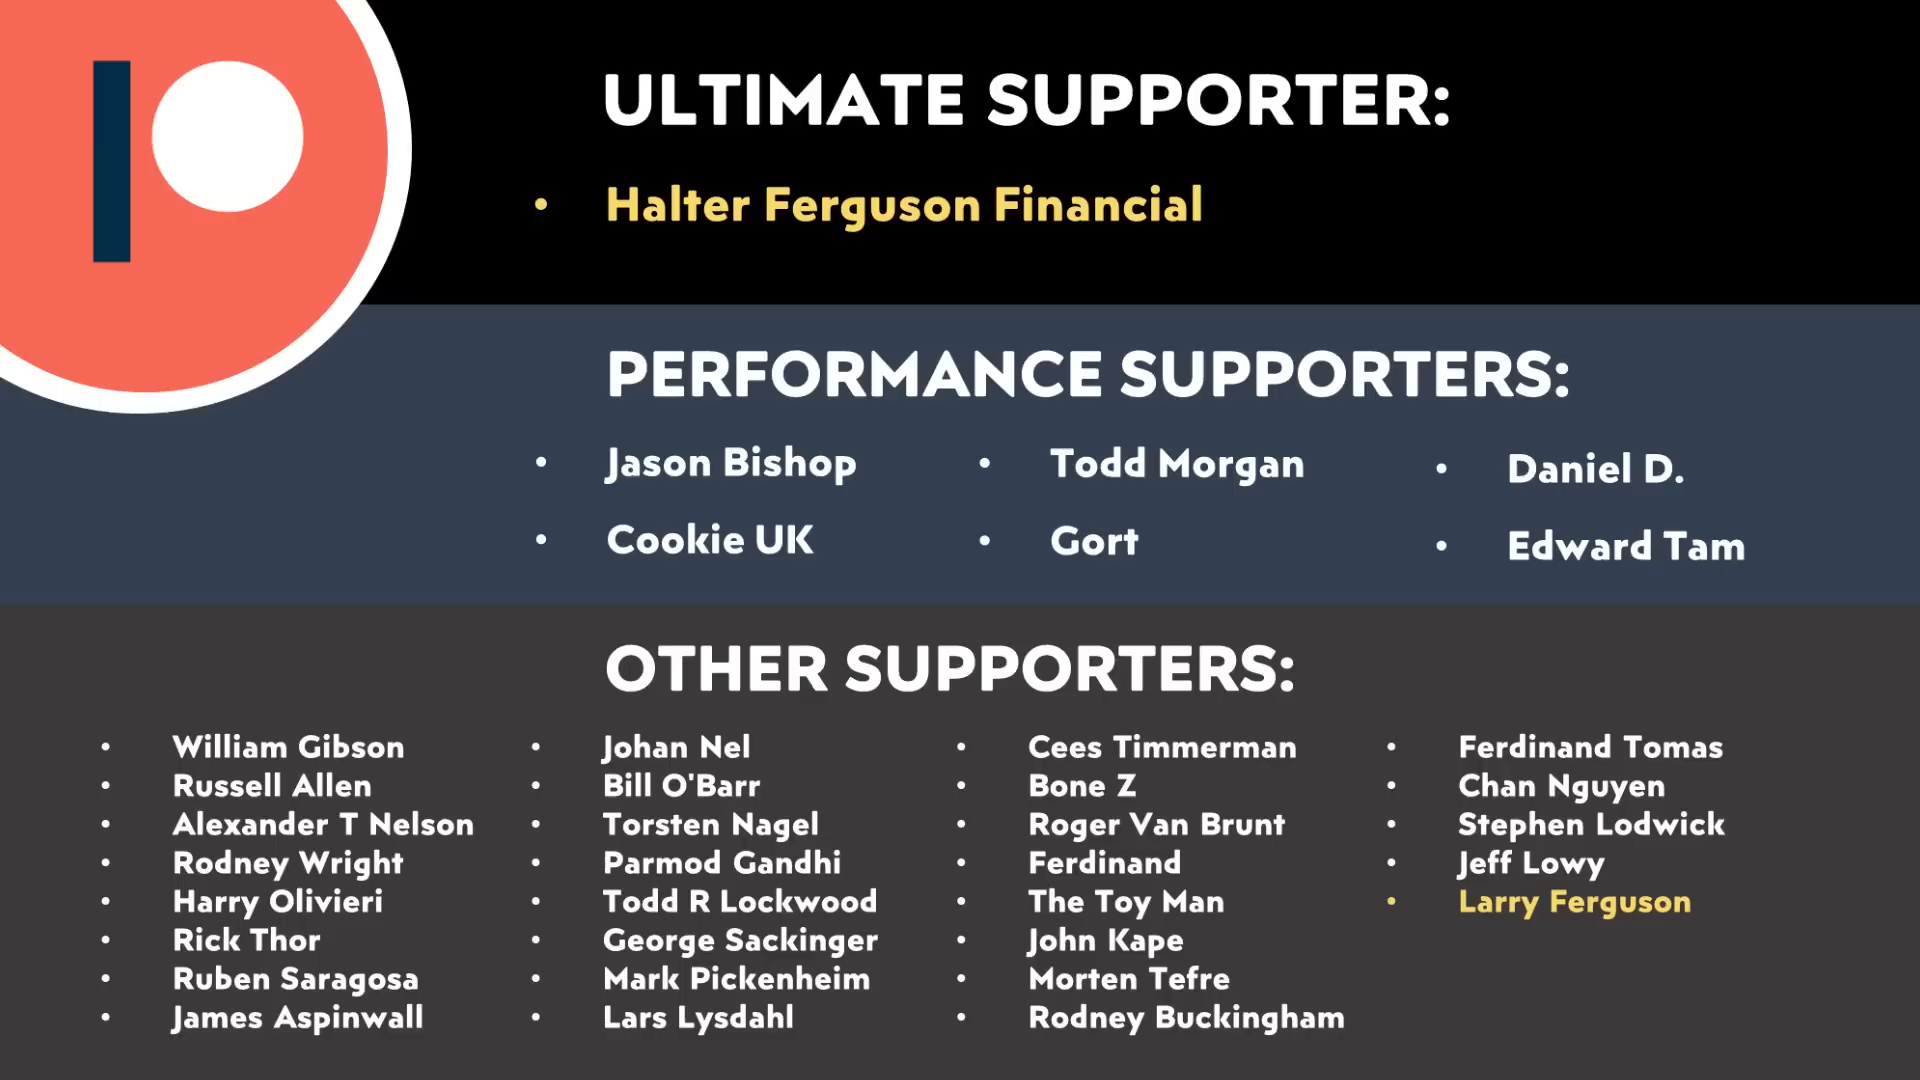 ULTIMATE SUPPORTER:
• Halter Ferguson Financial
PERFORMANCE SUPPORTERS:
• Jason Bishop
• Cookie UK
• Todd Morgan
• Gort
• Daniel D.
• Edward Tam
OTHER SUPPORTERS:
• William Gibson
• Russell Allen
• Alexander T Nelson
• Rodney Wright
• Harry Olivieri
• Rick Thor
• Ruben Saragosa
• James Aspinwall
• Johan Nel
• Bill O'Barr
• Torsten Nagel
• Parmod Gandhi
• Todd R Lockwood
• George Sackinger
• Mark Pickenheim
• Lars Lysdahl
• Cees Timmerman
• Bone Z
• Roger Van Brunt
• Ferdinand
• The Toy Man
• John Kape
• Morten Tefre
• Rodney Buckingham
• Ferdinand Tomas
• Chan Nguyen
• Stephen Lodwick
• Jeff Lowy
• Larry Ferguson